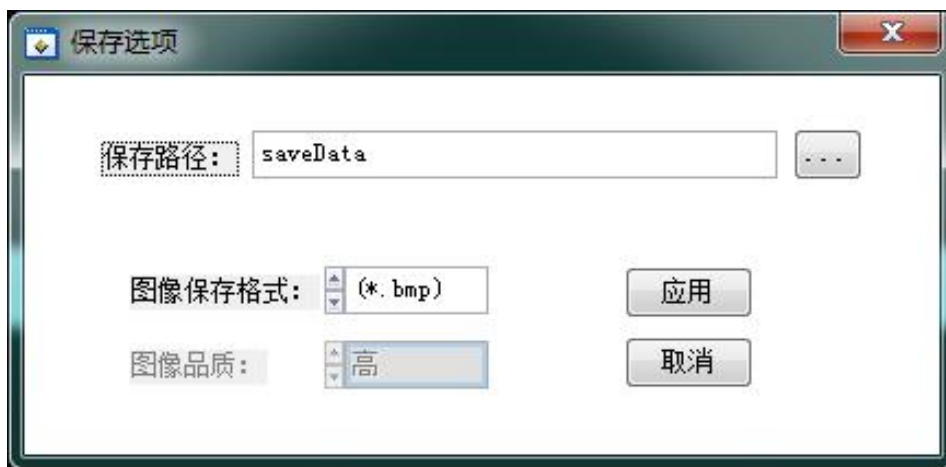 保存选项
保存路径： saveData ...
图像保存格式： (*.bmp) 应用
图像品质： 高 取消